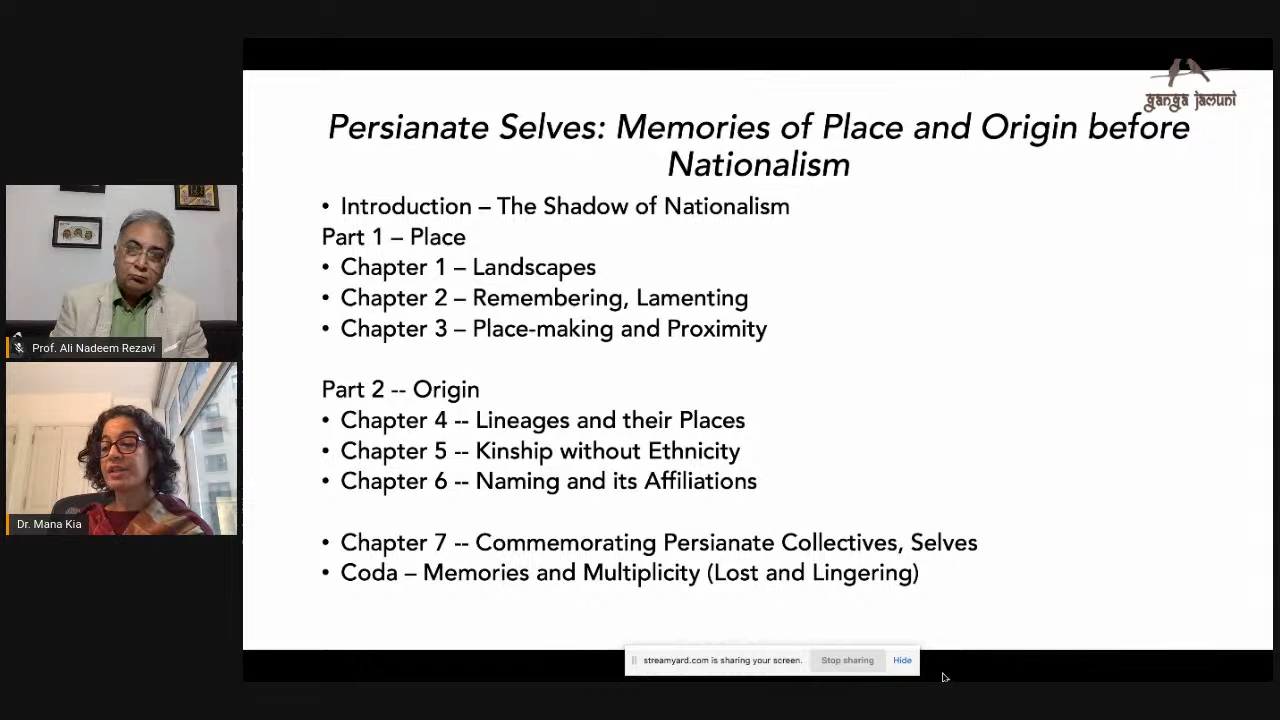 ganga jamuni
Persianate Selves: Memories of Place and Origin before
Nationalism
• Introduction – The Shadow of Nationalism
Part 1 – Place
• Chapter 1 – Landscapes
• Chapter 2 – Remembering, Lamenting
• Chapter 3 – Place-making and Proximity
Part 2 -- Origin
• Chapter 4 -- Lineages and their Places
• Chapter 5 -- Kinship without Ethnicity
• Chapter 6 -- Naming and its Affiliations
• Chapter 7 -- Commemorating Persianate Collectives, Selves
• Coda – Memories and Multiplicity (Lost and Lingering)
Prof. Ali Nadeem Rezavi
Dr. Mana Kia
streamyard.com is sharing your screen. Stop sharing Hide